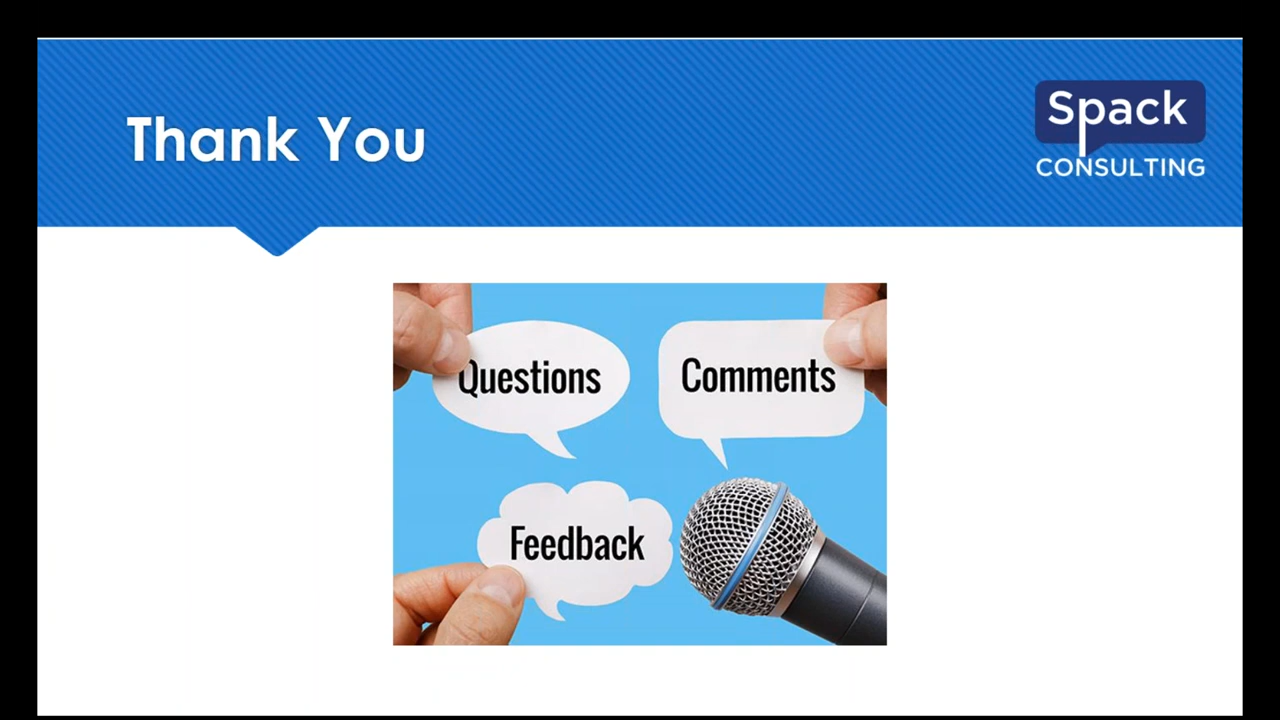 Thank You
Spack
CONSULTING
Questions
Comments
Feedback